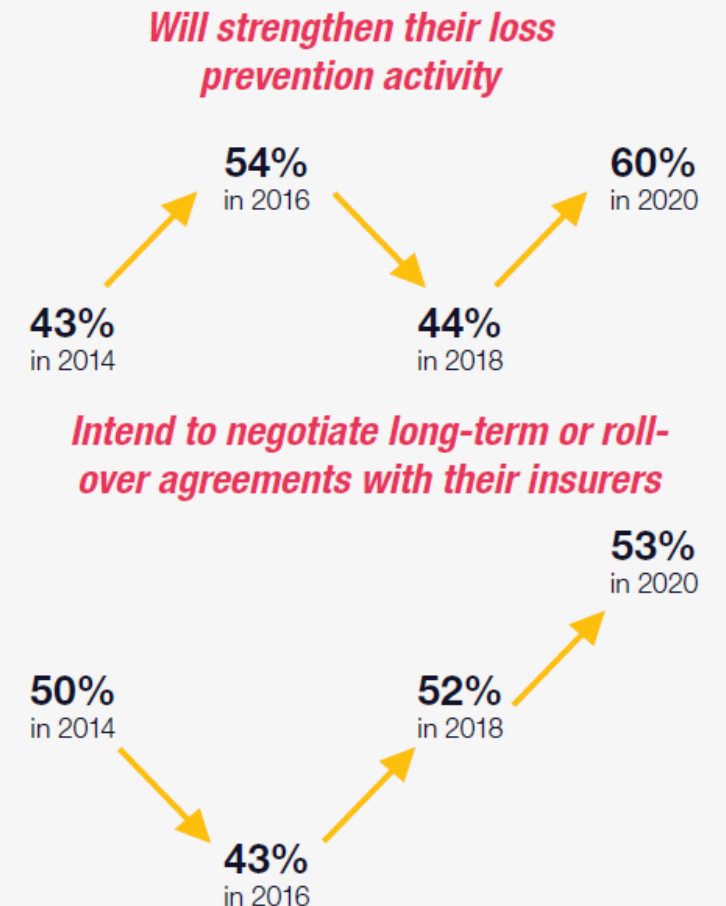 Will strengthen their loss
prevention activity
54%
in 2016
60%
in 2020
43%
in 2014
44%
in 2018
Intend to negotiate long-term or roll-
over agreements with their insurers
53%
in 2020
50%
in 2014
52%
in 2018
43%
in 2016